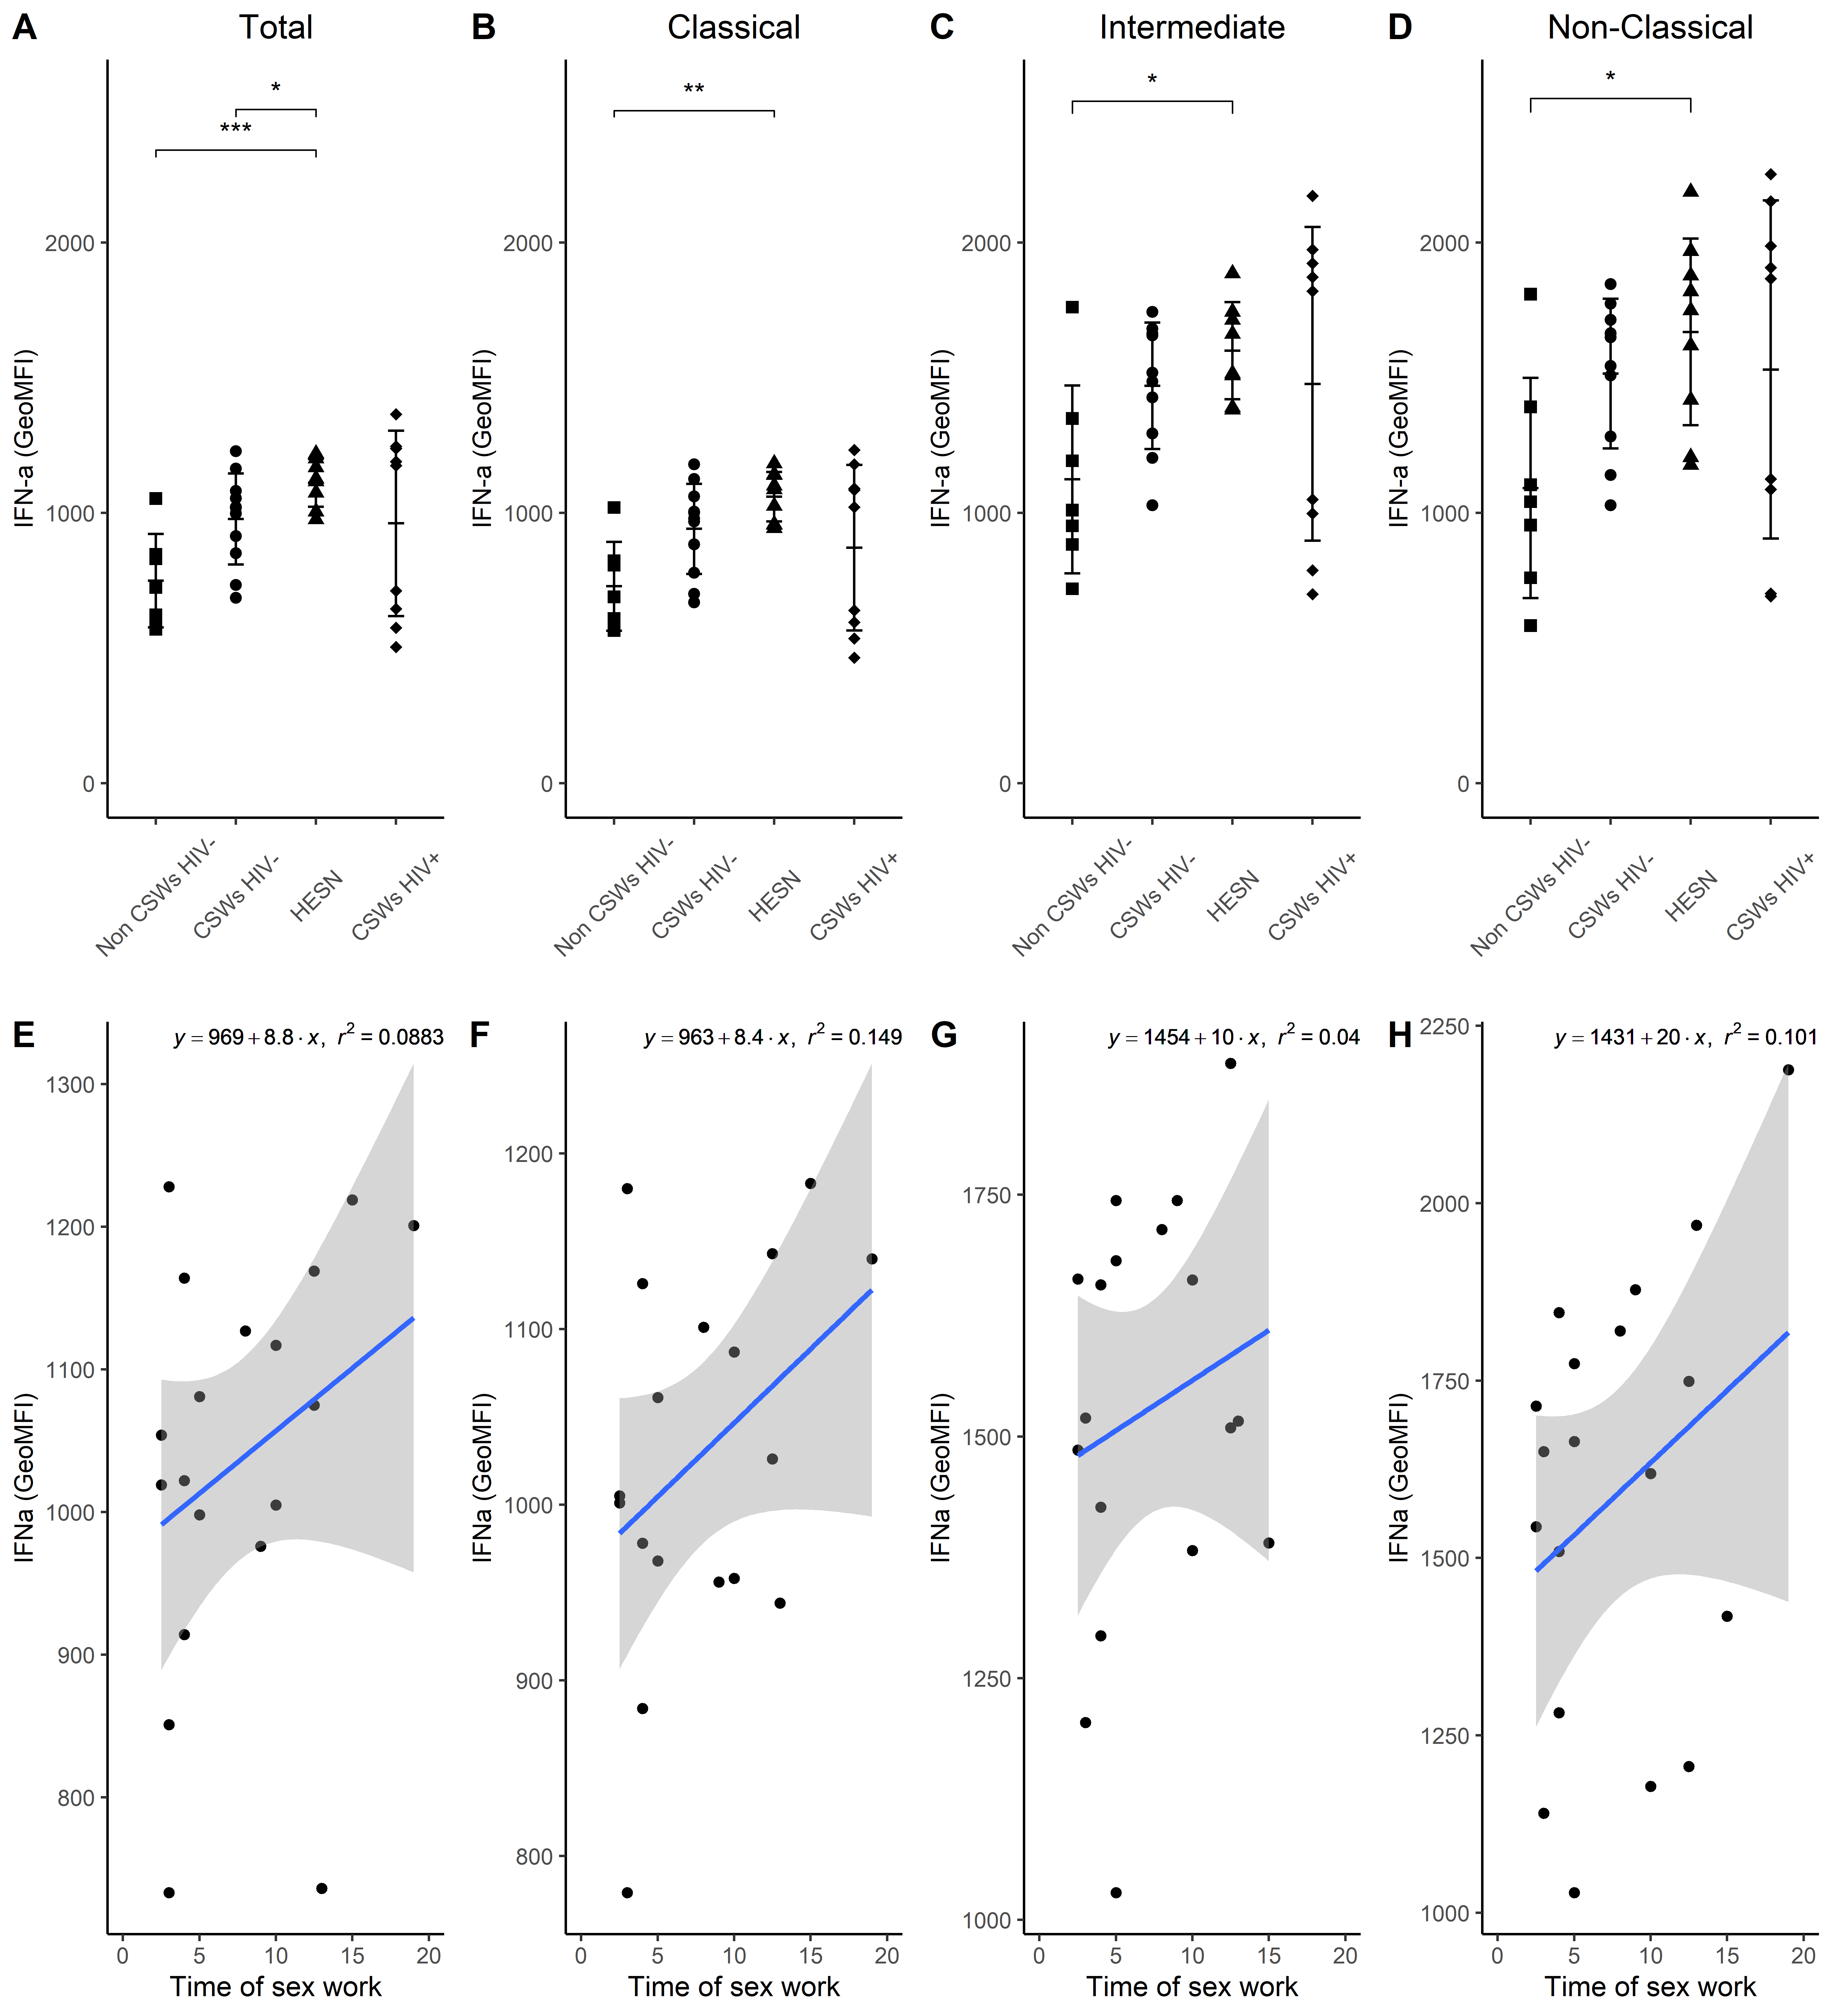 A Total
B Classical
C Intermediate
D Non-Classical
*
***
**
*
*
IFN-a (GeoMFI)
2000
1000
0
Non CSWs HIV-
CSWs HIV-
HESN
CSWs HIV+
IFN-a (GeoMFI)
2000
1000
0
Non CSWs HIV-
CSWs HIV-
HESN
CSWs HIV+
IFN-a (GeoMFI)
2000
1000
0
Non CSWs HIV-
CSWs HIV-
HESN
CSWs HIV+
IFN-a (GeoMFI)
2000
1000
0
Non CSWs HIV-
CSWs HIV-
HESN
CSWs HIV+
E
y = 969+8.8·x, r² = 0.0883
IFNa (GeoMFI)
1300
1200
1100
1000
900
800
0 5 10 15 20
Time of sex work
F
y = 963+8.4·x, r² = 0.149
IFNa (GeoMFI)
1200
1100
1000
900
800
0 5 10 15 20
Time of sex work
G
y = 1454+10·x, r² = 0.04
IFNa (GeoMFI)
1750
1500
1250
1000
0 5 10 15 20
Time of sex work
H
y = 1431+20·x, r² = 0.101
IFNa (GeoMFI)
2250
2000
1750
1500
1250
1000
0 5 10 15 20
Time of sex work